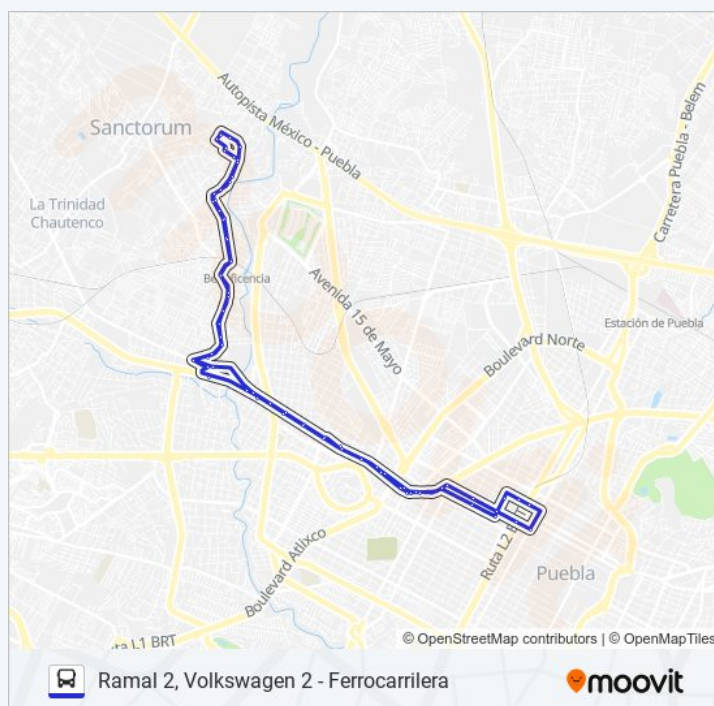 Autopista México - Puebla
Carretera Puebla - Belem
Sanctorum
La Trinidad
Chautenco
Avenida 15 de Mayo
Estación de Puebla
Boulevard Norte
Boulevard Atlixco
Ruta L2 B
Puebla
uta L1 BRT
© OpenStreetMap contributors | © OpenMapTiles
Ramal 2, Volkswagen 2 - Ferrocarrilera
moovit